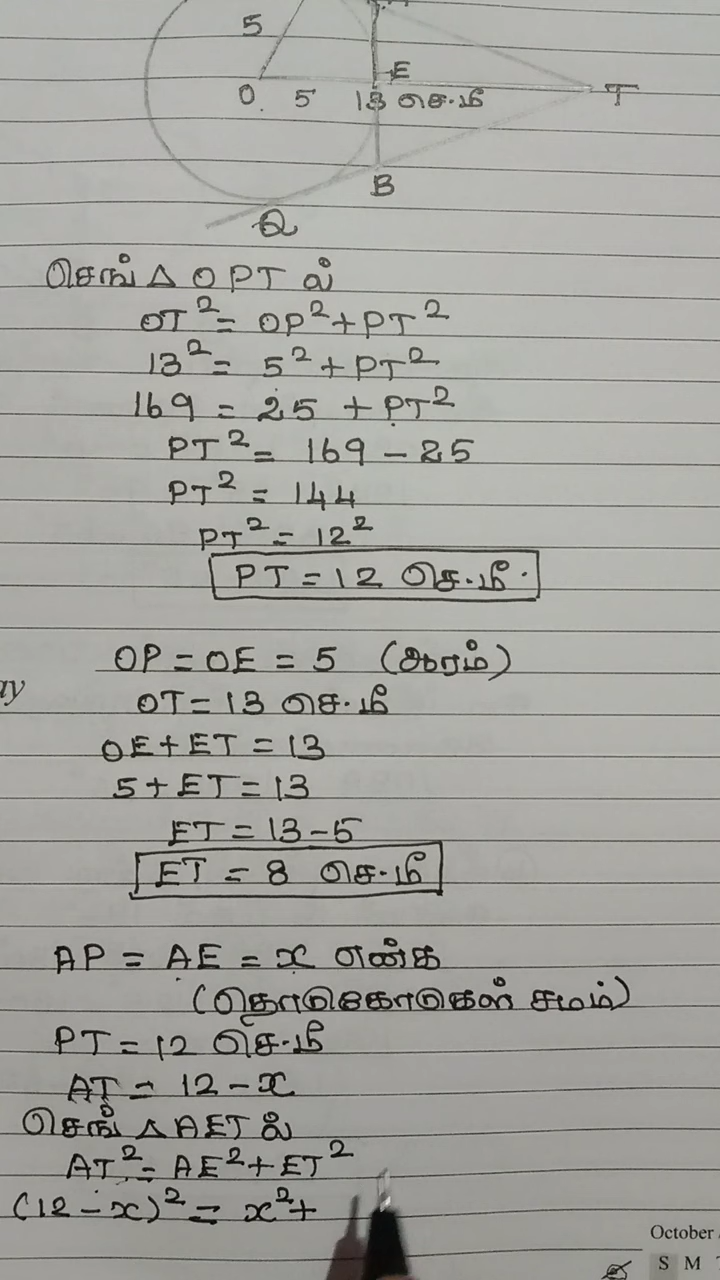 5
E
O 5 13 செ.மீ T
B
Q
செங் Δ OPT ல்
OT² = OP² + PT²
13² = 5² + PT²
169 = 25 + PT²
PT² = 169 - 25
PT² = 144
PT² = 12²
PT = 12 செ.மீ.
OP = OE = 5 (ஆரம்)
OT = 13 செ.மீ
OE + ET = 13
5 + ET = 13
ET = 13 - 5
ET = 8 செ.மீ
AP = AE = x என்க
(தொடுகோடுகள் சமம்)
PT = 12 செ.மீ
AT = 12 - x
செங் Δ AET ல்
AT² = AE² + ET²
(12 - x)² = x² +
ay
October
S M